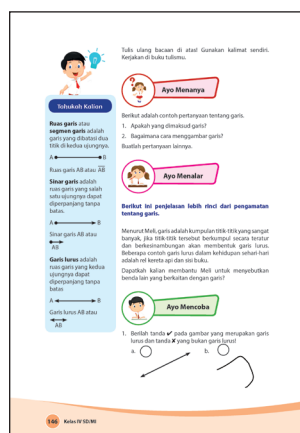 Tahukah Kalian
Ruas garis atau
segmen garis adalah
garis yang dibatasi dua
titik di kedua ujungnya.
A B
Ruas garis AB atau AB
Sinar garis adalah
ruas garis yang salah
satu ujungnya dapat
diperpanjang tanpa
batas.
A B
Sinar garis AB atau
AB
Garis lurus adalah
ruas garis yang kedua
ujungnya dapat
diperpanjang tanpa
batas
A B
Garis lurus AB atau
AB
Tulis ulang bacaan di atas! Gunakan kalimat sendiri.
Kerjakan di buku tulismu.
Ayo Menanya
Berikut adalah contoh pertanyaan tentang garis.
1. Apakah yang dimaksud garis?
2. Bagaimana cara menggambar garis?
Buatlah pertanyaan lainnya.
Ayo Menalar
Berikut ini penjelasan lebih rinci dari pengamatan
tentang garis.
Menurut Meli, garis adalah kumpulan titik-titik yang sangat
banyak, jika titik-titik tersebut berkumpul secara teratur
dan berkesinambungan akan membentuk garis lurus.
Beberapa contoh garis lurus dalam kehidupan sehari-hari
adalah rel kereta api dan sisi buku.
Dapatkah kalian membantu Meli untuk menyebutkan
benda lain yang berkaitan dengan garis?
Ayo Mencoba
1. Berilah tanda ✔ pada gambar yang merupakan garis
lurus dan tanda ✘ yang bukan garis lurus!
a. b.
146 Kelas IV SD/MI